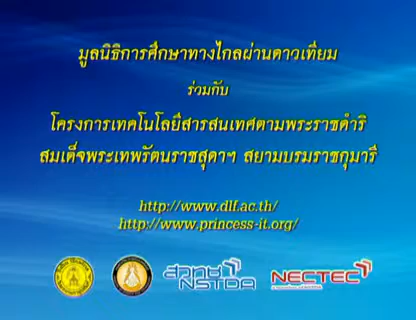 มูลนิธิการศึกษาทางไกลผ่านดาวเทียม
ร่วมกับ
โครงการเทคโนโลยีสารสนเทศตามพระราชดำริ
สมเด็จพระเทพรัตนราชสุดาฯ สยามบรมราชกุมารี
http://www.dlf.ac.th/
http://www.princess-it.org/
สวทช
NSTDA
NECTEC